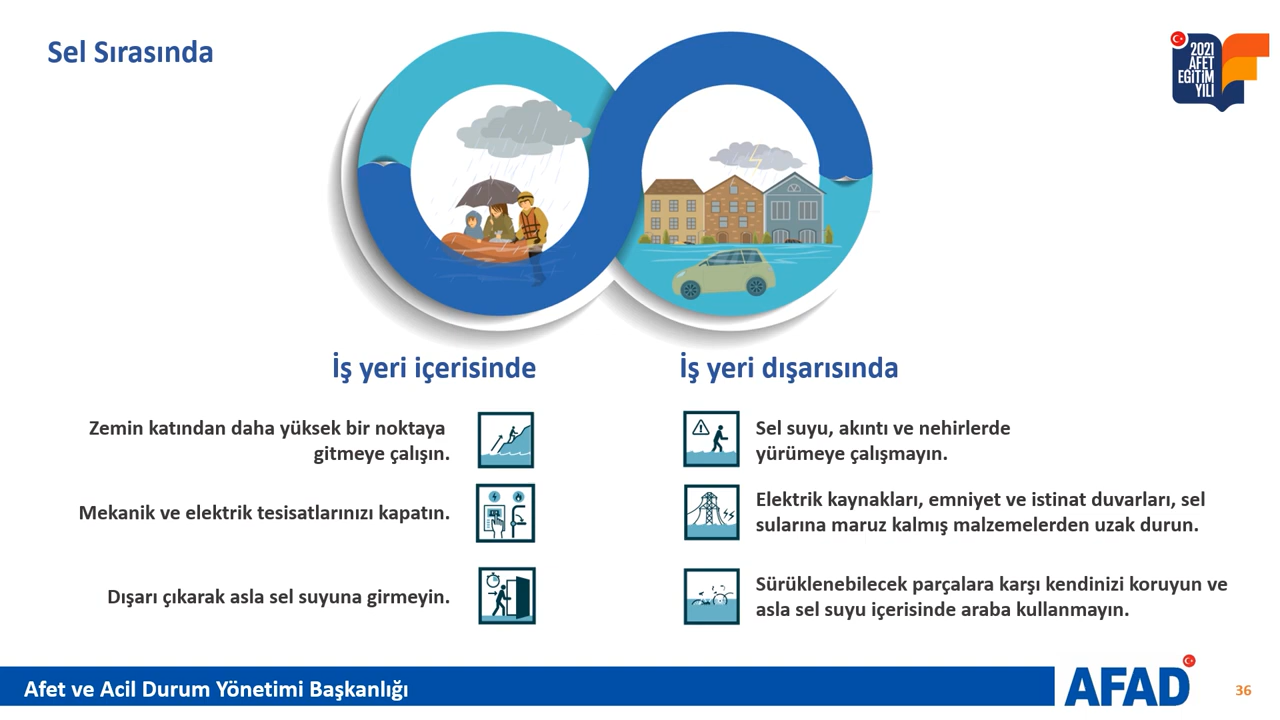 Sel Sırasında
2021
AFET
EĞİTİM
YILI
İş yeri içerisinde
Zemin katından daha yüksek bir noktaya
gitmeye çalışın.
Mekanik ve elektrik tesisatlarınızı kapatın.
Dışarı çıkarak asla sel suyuna girmeyin.
İş yeri dışarısında
Sel suyu, akıntı ve nehirlerde
yürümeye çalışmayın.
Elektrik kaynakları, emniyet ve istinat duvarları, sel
sularına maruz kalmış malzemelerden uzak durun.
Sürüklenebilecek parçalara karşı kendinizi koruyun ve
asla sel suyu içerisinde araba kullanmayın.
Afet ve Acil Durum Yönetimi Başkanlığı
AFAD
36